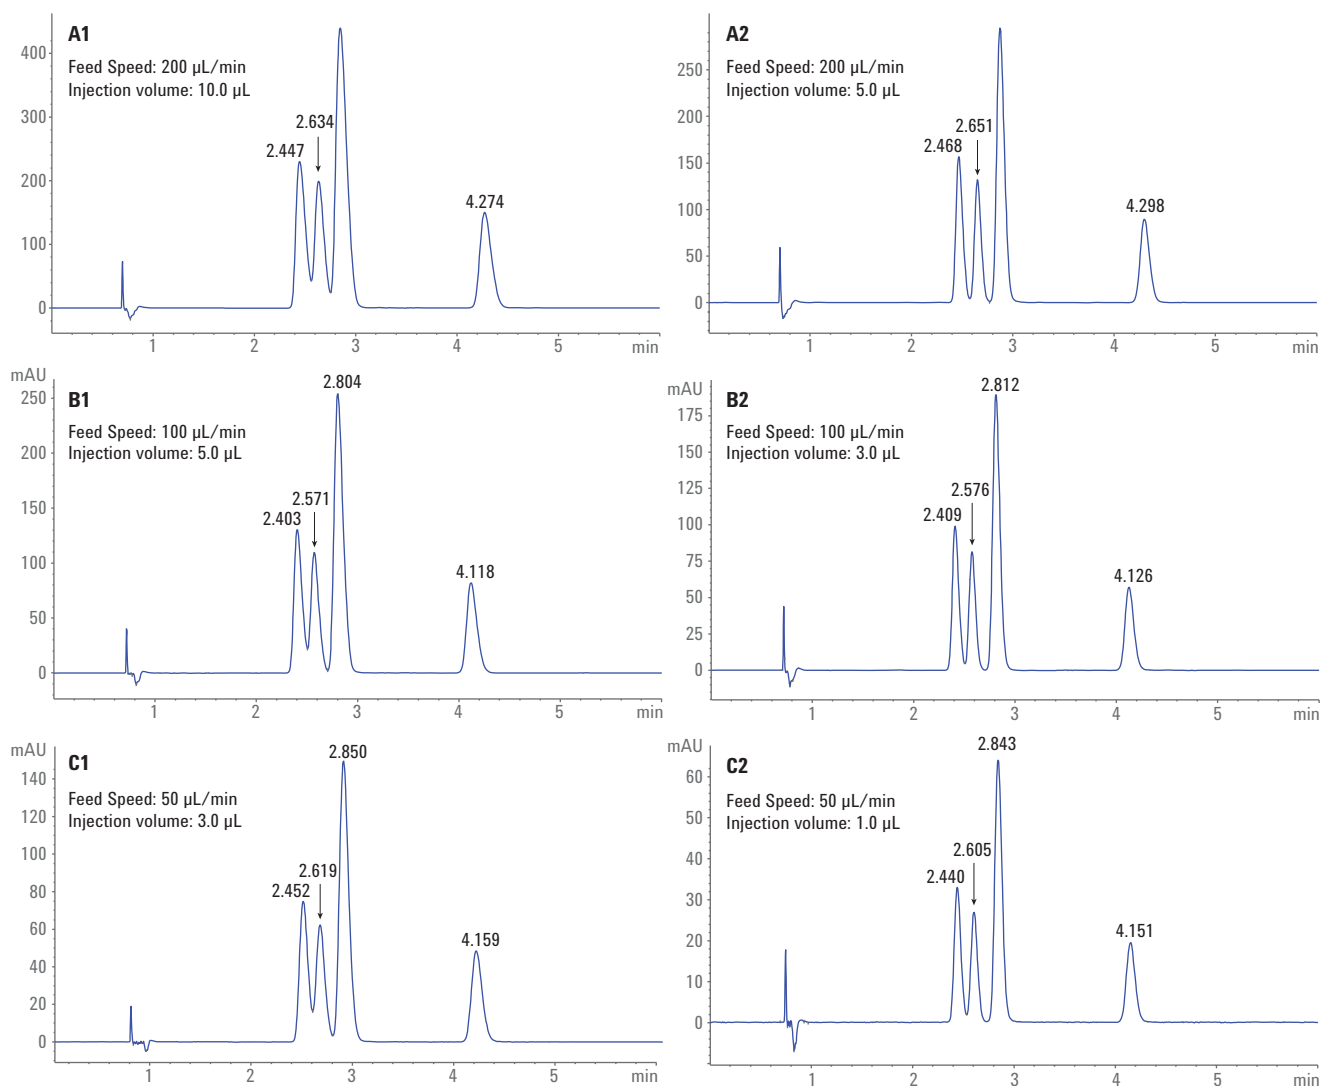 A1
Feed Speed: 200 µL/min
Injection volume: 10.0 µL
400
300
200
100
0
2.447
2.634
4.274
1 2 3 4 5 min
A2
Feed Speed: 200 µL/min
Injection volume: 5.0 µL
250
200
150
100
50
0
2.468
2.651
4.298
1 2 3 4 5 min
mAU
B1
Feed Speed: 100 µL/min
Injection volume: 5.0 µL
250
200
150
100
50
0
2.403
2.571
2.804
4.118
1 2 3 4 5 min
mAU
B2
Feed Speed: 100 µL/min
Injection volume: 3.0 µL
175
150
125
100
75
50
25
0
2.409
2.576
2.812
4.126
1 2 3 4 5 min
mAU
C1
Feed Speed: 50 µL/min
Injection volume: 3.0 µL
140
120
100
80
60
40
20
0
2.452
2.619
2.850
4.159
1 2 3 4 5 min
mAU
C2
Feed Speed: 50 µL/min
Injection volume: 1.0 µL
60
50
40
30
20
10
0
2.440
2.605
2.843
4.151
1 2 3 4 5 min